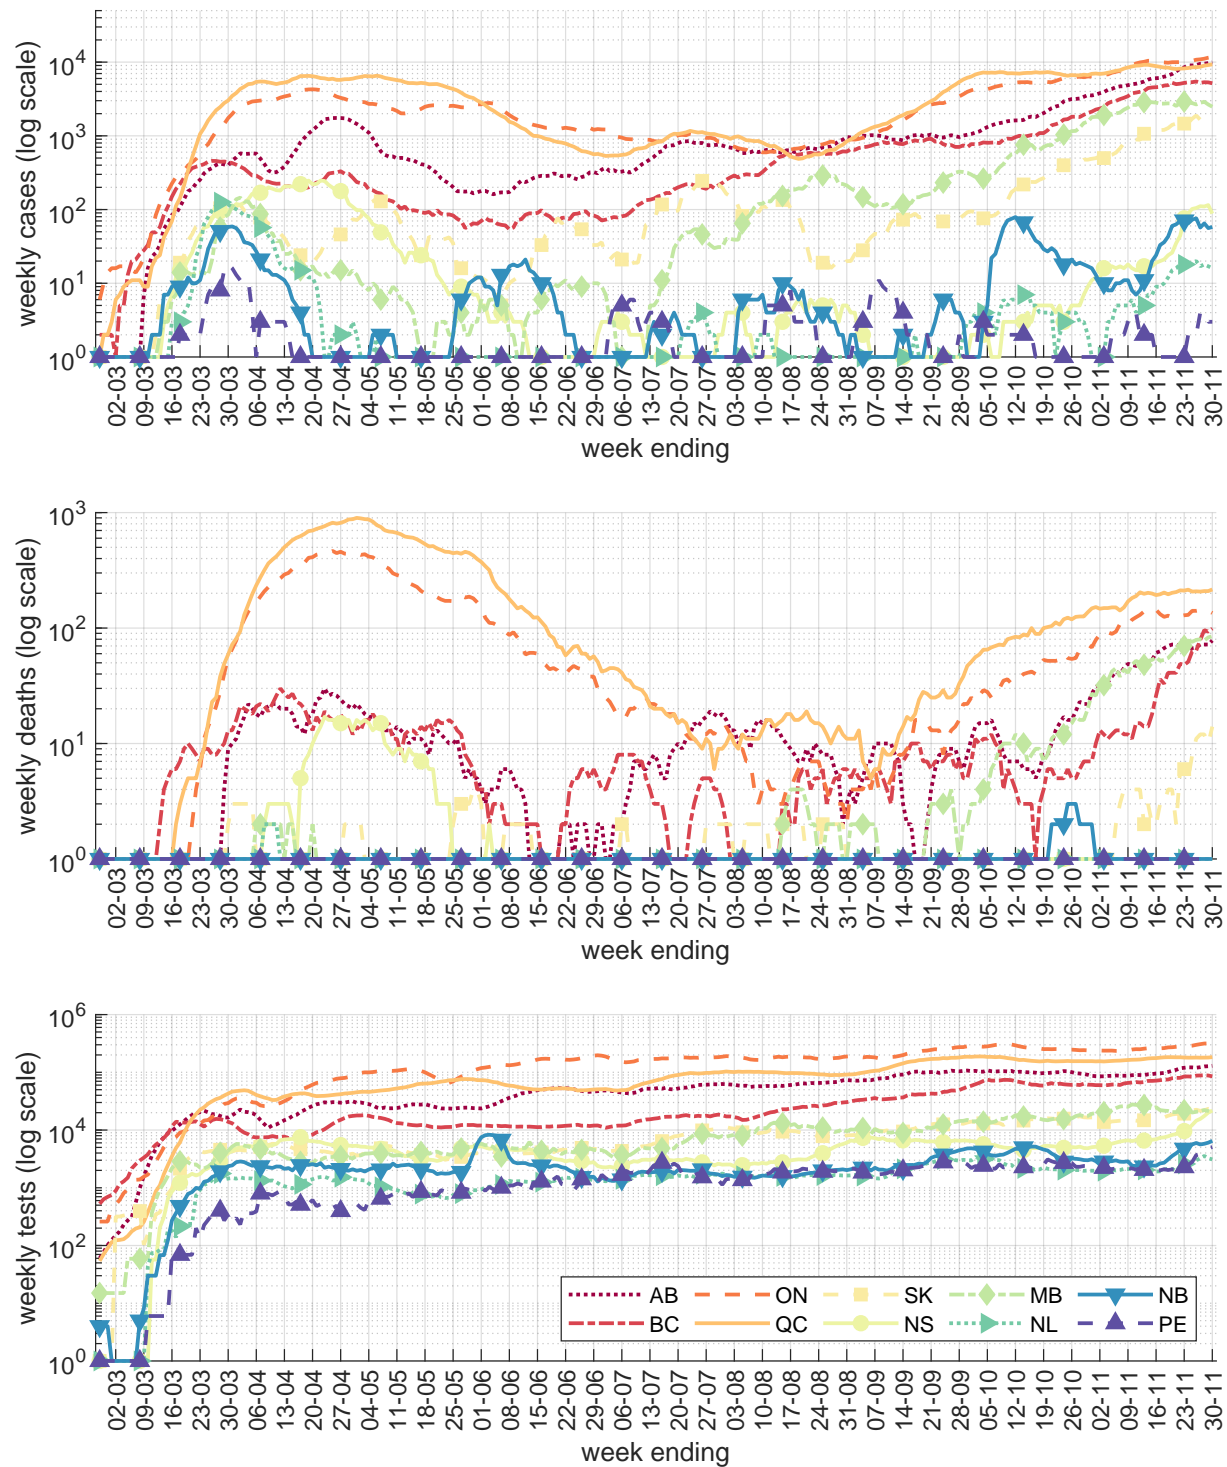 weekly cases (log scale)
10^4
10^3
10^2
10^1
10^0
02-03 09-03 16-03 23-03 30-03 06-04 13-04 20-04 27-04 04-05 11-05 18-05 25-05 01-06 08-06 15-06 22-06 29-06 06-07 13-07 20-07 27-07 03-08 10-08 17-08 24-08 31-08 07-09 14-09 21-09 28-09 05-10 12-10 19-10 26-10 02-11 09-11 16-11 23-11 30-11
week ending
weekly deaths (log scale)
10^3
10^2
10^1
10^0
02-03 09-03 16-03 23-03 30-03 06-04 13-04 20-04 27-04 04-05 11-05 18-05 25-05 01-06 08-06 15-06 22-06 29-06 06-07 13-07 20-07 27-07 03-08 10-08 17-08 24-08 31-08 07-09 14-09 21-09 28-09 05-10 12-10 19-10 26-10 02-11 09-11 16-11 23-11 30-11
week ending
weekly tests (log scale)
10^6
10^4
10^2
10^0
AB ON SK MB NB
BC QC NS NL PE
02-03 09-03 16-03 23-03 30-03 06-04 13-04 20-04 27-04 04-05 11-05 18-05 25-05 01-06 08-06 15-06 22-06 29-06 06-07 13-07 20-07 27-07 03-08 10-08 17-08 24-08 31-08 07-09 14-09 21-09 28-09 05-10 12-10 19-10 26-10 02-11 09-11 16-11 23-11 30-11
week ending